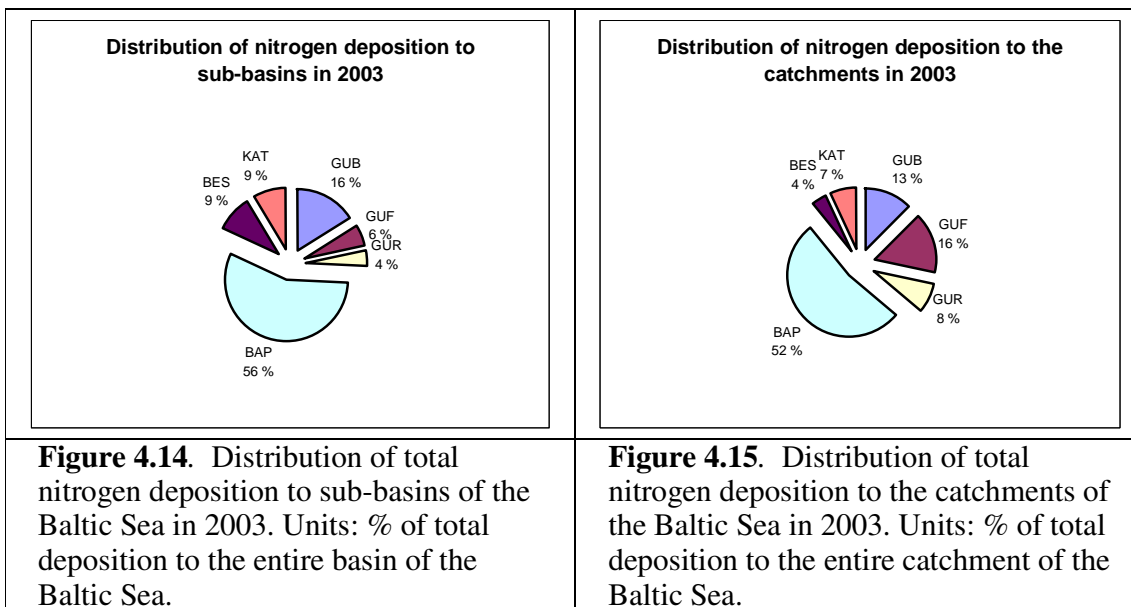 Distribution of nitrogen deposition to
sub-basins in 2003
KAT
9 %
GUB
16 %
BES
9 %
GUF
6 %
GUR
4 %
BAP
56 %
Distribution of nitrogen deposition to the
catchments in 2003
BES
4 %
KAT
7 %
GUB
13 %
GUF
16 %
GUR
8 %
BAP
52 %
Figure 4.14. Distribution of total
nitrogen deposition to sub-basins of the
Baltic Sea in 2003. Units: % of total
deposition to the entire basin of the
Baltic Sea.
Figure 4.15. Distribution of total
nitrogen deposition to the catchments of
the Baltic Sea in 2003. Units: % of total
deposition to the entire catchment of the
Baltic Sea.